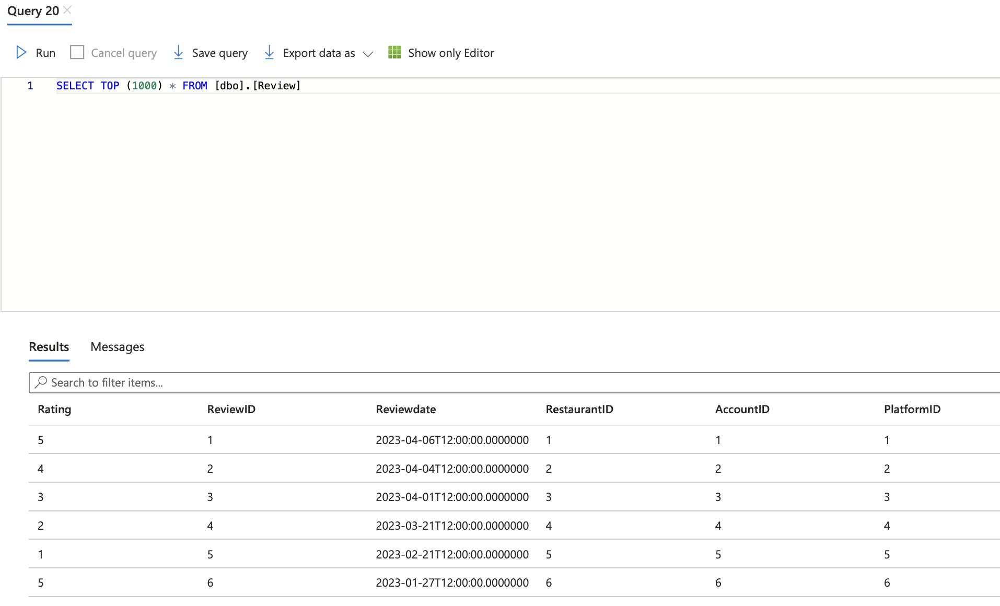 Query 20
Run Cancel query Save query Export data as Show only Editor
1 SELECT TOP (1000) * FROM [dbo].[Review]
Results Messages
Search to filter items...
Rating ReviewID Reviewdate RestaurantID AccountID PlatformID
5 1 2023-04-06T12:00:00.0000000 1 1 1
4 2 2023-04-04T12:00:00.0000000 2 2 2
3 3 2023-04-01T12:00:00.0000000 3 3 3
2 4 2023-03-21T12:00:00.0000000 4 4 4
1 5 2023-02-21T12:00:00.0000000 5 5 5
5 6 2023-01-27T12:00:00.0000000 6 6 6